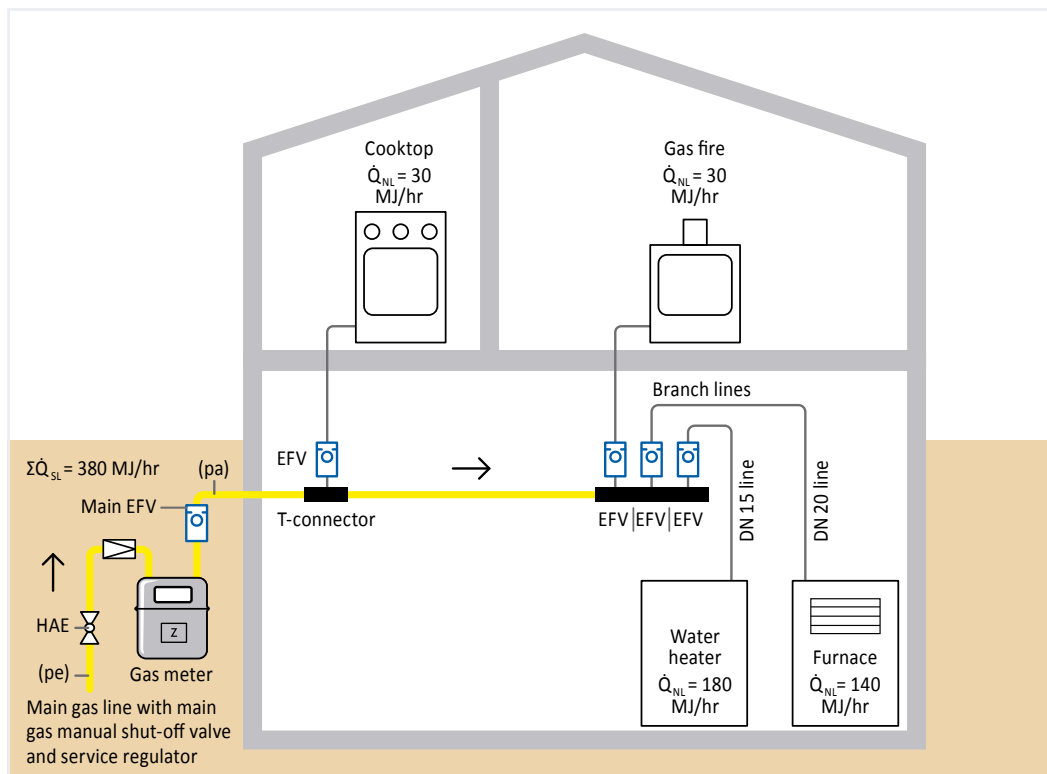 Cooktop
Q̇NL = 30
MJ/hr
Gas fire
Q̇NL = 30
MJ/hr
Branch lines
EFV
ΣQ̇SL = 380 MJ/hr
(pa)
Main EFV
T-connector
EFV|EFV|EFV
DN 15 line
DN 20 line
HAE
Z
(pe)
Gas meter
Main gas line with main
gas manual shut-off valve
and service regulator
Water
heater
Q̇NL = 180
MJ/hr
Furnace
Q̇NL = 140
MJ/hr